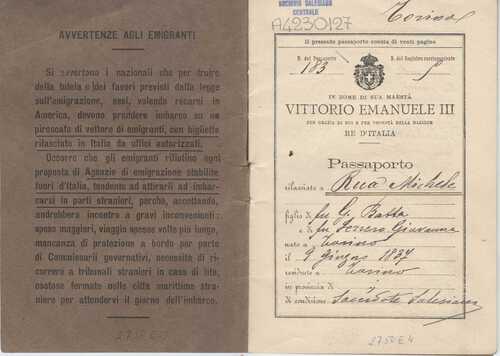 AVVERTENZE AGLI EMIGRANTI
Si avvertono i nazionali che per fruire
della tutela e dei favori previsti dalla legge
sull'emigrazione, essi, volendo recarsi in
America, devono prendere imbarco su un
piroscafo di vettore di emigranti, con biglietto
rilasciato in Italia da uffici autorizzati.
Occorre che gli emigranti rifiutino ogni
proposta di Agenzie di emigrazione stabilite
fuori d'Italia, tendente ad attirarli ad imbar-
carsi in parti stranieri, perchè, accettando,
andrebbero incontro a gravi inconvenienti:
spese maggiori, viaggio spesse volte più lungo,
mancanza di protezione a bordo per parte
di Commissarii governativi, necessità di ri-
correre a tribunali stranieri in caso di lite,
costose fermate nelle città marittime stra-
niere per attendervi il giorno dell'imbarco.
2750 E
ARCHIVIO SALESIANO
CENTRALE
A4230127
Torino
Il presente passaporto consta di venti pagine
N. del Passaporto
N. del Registro corrispondente
183
IN NOME DI SUA MAESTÀ
VITTORIO EMANUELE III
PER GRAZIA DI DIO E PER VOLONTÀ DELLA NAZIONE
RE D'ITALIA
Passaporto
rilasciato a Rua Michele
figlio di fu G. Batta
e di fu Ferrero Giovanna
nato a Torino
il 9 giugno 1837
residente a Torino
in provincia di
di condizione Sacerdote Salesiano
2750 E 4